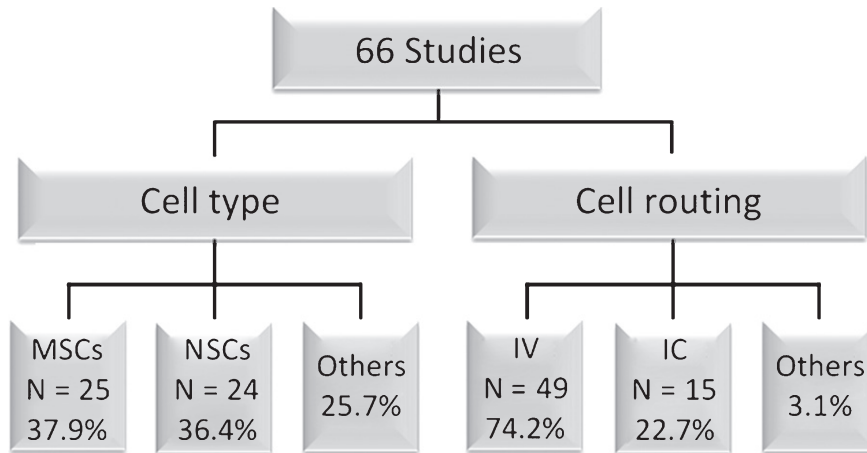 66 Studies
Cell type
Cell routing
MSCs
N = 25
37.9%
NSCs
N = 24
36.4%
Others
25.7%
IV
N = 49
74.2%
IC
N = 15
22.7%
Others
3.1%